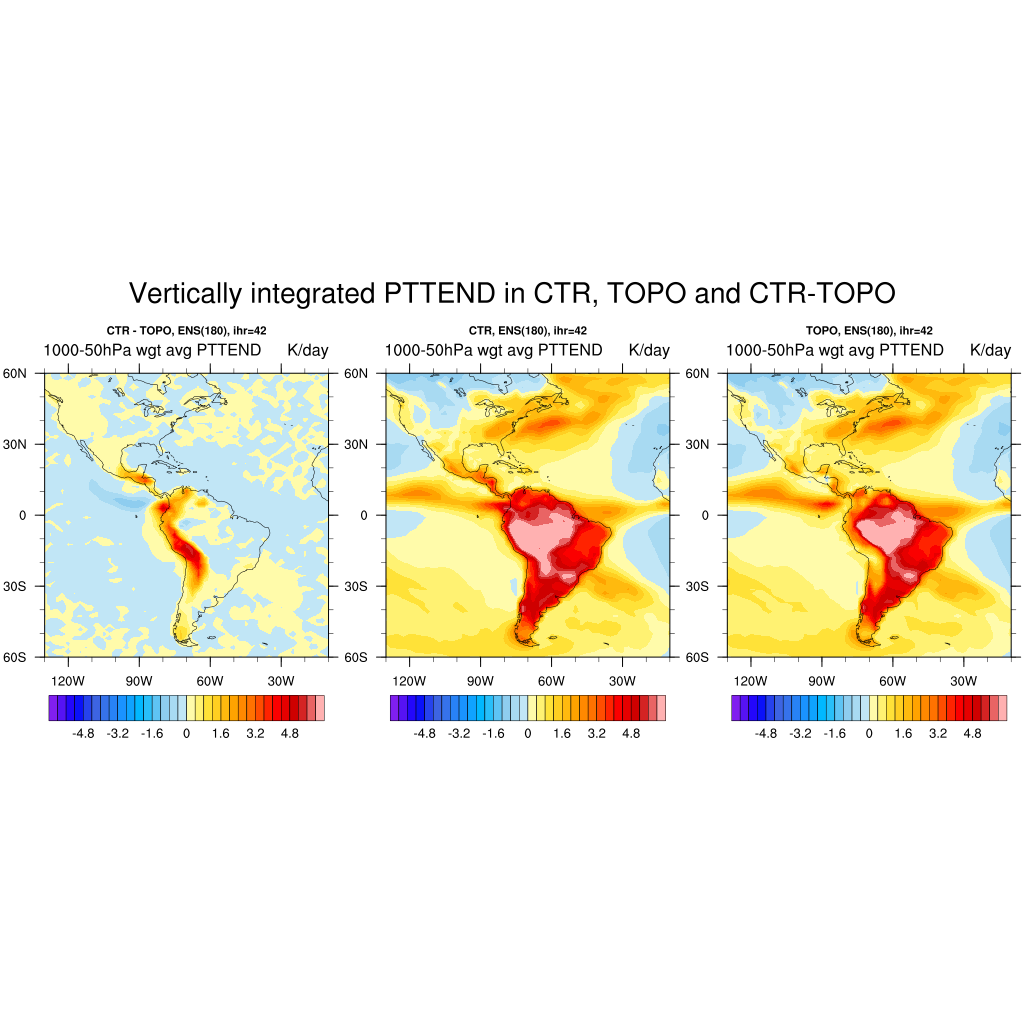 Vertically integrated PTTEND in CTR, TOPO and CTR-TOPO
CTR - TOPO, ENS(180), ihr=42
1000-50hPa wgt avg PTTEND K/day
60N
30N
0
30S
60S
120W 90W 60W 30W
-4.8 -3.2 -1.6 0 1.6 3.2 4.8
CTR, ENS(180), ihr=42
1000-50hPa wgt avg PTTEND K/day
60N
30N
0
30S
60S
120W 90W 60W 30W
-4.8 -3.2 -1.6 0 1.6 3.2 4.8
TOPO, ENS(180), ihr=42
1000-50hPa wgt avg PTTEND K/day
60N
30N
0
30S
60S
120W 90W 60W 30W
-4.8 -3.2 -1.6 0 1.6 3.2 4.8